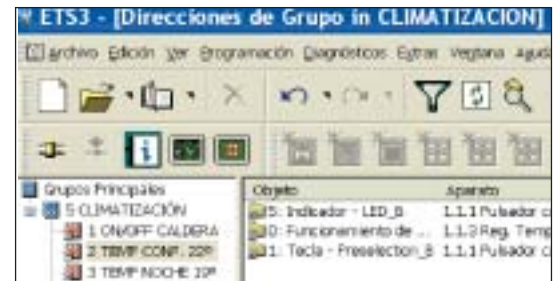 ETS3 - [Direcciones de Grupo in CLIMATIZACION]
Archivo Edición Ver Programación Diagnósticos Extras Ventana Ayuda
Grupos Principales
Objeto Aparato
5 CLIMATIZACIÓN
5: Indicador - LED_B 1.1.1 Pulsador c
1 ON/OFF CALDERA
0: Funcionamiento de ... 1.1.3 Reg. Temp
2 TEMP CONF. 22º
1: Tecla - Preselection_B 1.1.1 Pulsador c
3 TEMP NOCHE 19º